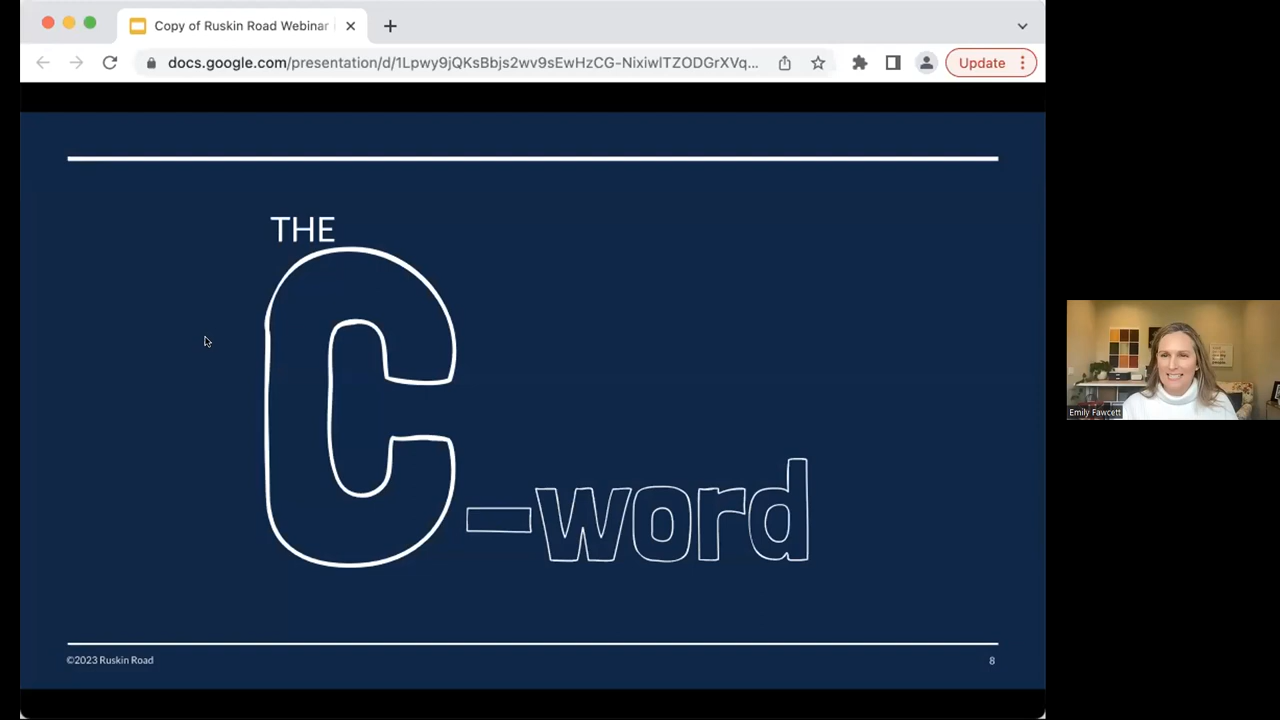 Copy of Ruskin Road Webinar
docs.google.com/presentation/d/1Lpwy9jQKsBbjs2wv9sEwHzCG-NixiwITZODGrXVq...
Update
THE
C-word
©2023 Ruskin Road
8
Emily Fawcett